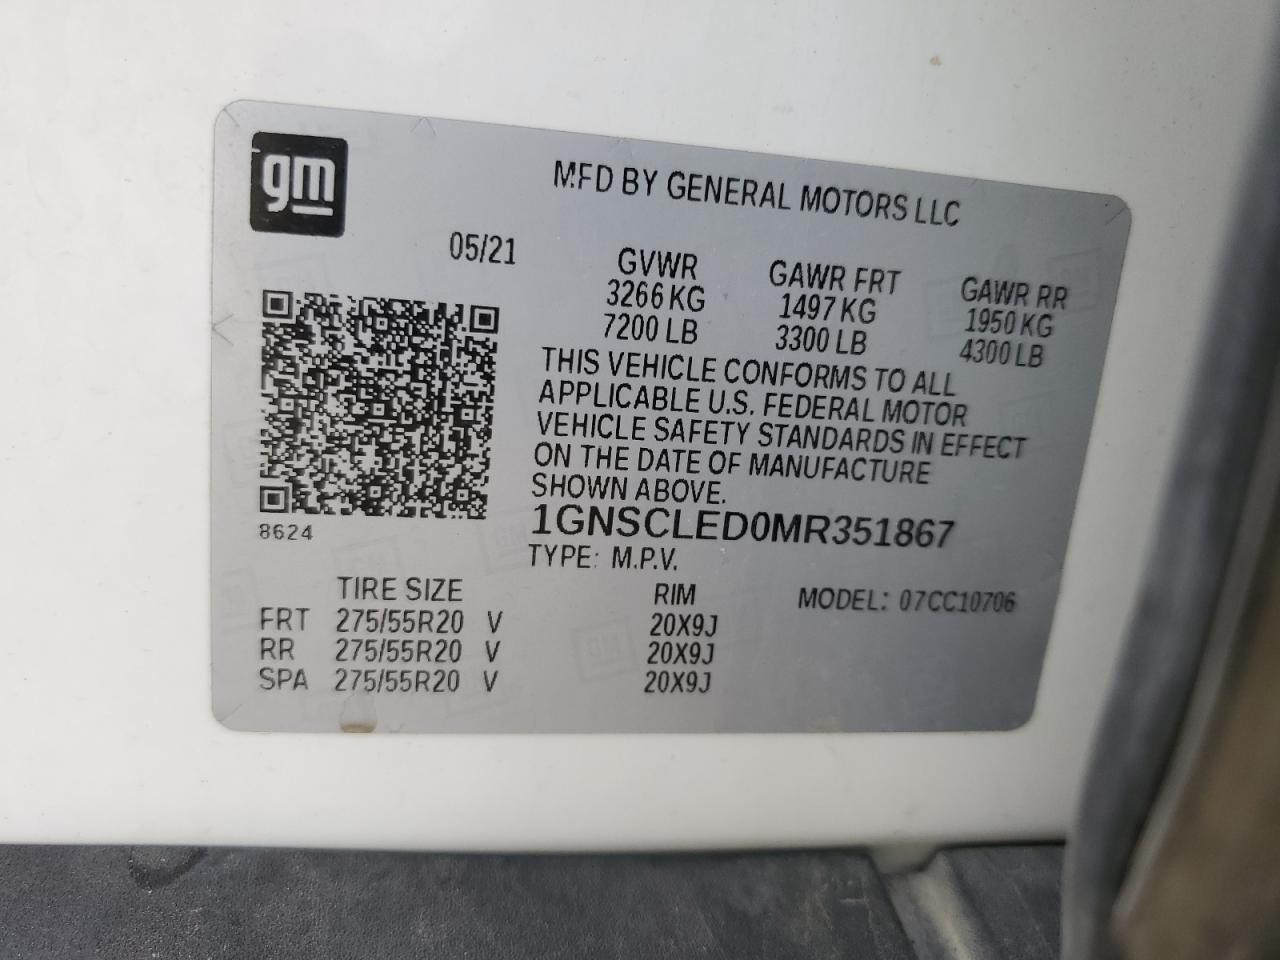 gm
MFD BY GENERAL MOTORS LLC
05/21
GVWR GAWR FRT GAWR RR
3266 KG 1497 KG 1950 KG
7200 LB 3300 LB 4300 LB
THIS VEHICLE CONFORMS TO ALL
APPLICABLE U.S. FEDERAL MOTOR
VEHICLE SAFETY STANDARDS IN EFFECT
ON THE DATE OF MANUFACTURE
SHOWN ABOVE.
8624
1GNSCLED0MR351867
TYPE: M.P.V.
TIRE SIZE RIM MODEL: 07CC10706
FRT 275/55R20 V 20X9J
RR 275/55R20 V 20X9J
SPA 275/55R20 V 20X9J